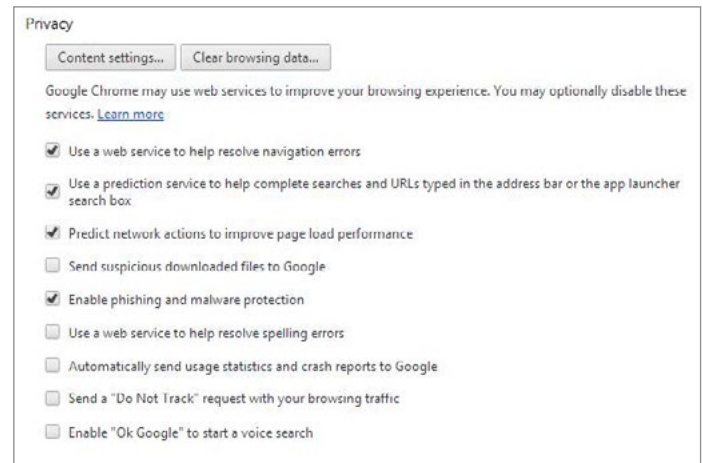 Privacy
Content settings... Clear browsing data...
Google Chrome may use web services to improve your browsing experience. You may optionally disable these
services. Learn more
Use a web service to help resolve navigation errors
Use a prediction service to help complete searches and URLs typed in the address bar or the app launcher
search box
Predict network actions to improve page load performance
Send suspicious downloaded files to Google
Enable phishing and malware protection
Use a web service to help resolve spelling errors
Automatically send usage statistics and crash reports to Google
Send a "Do Not Track" request with your browsing traffic
Enable "Ok Google" to start a voice search